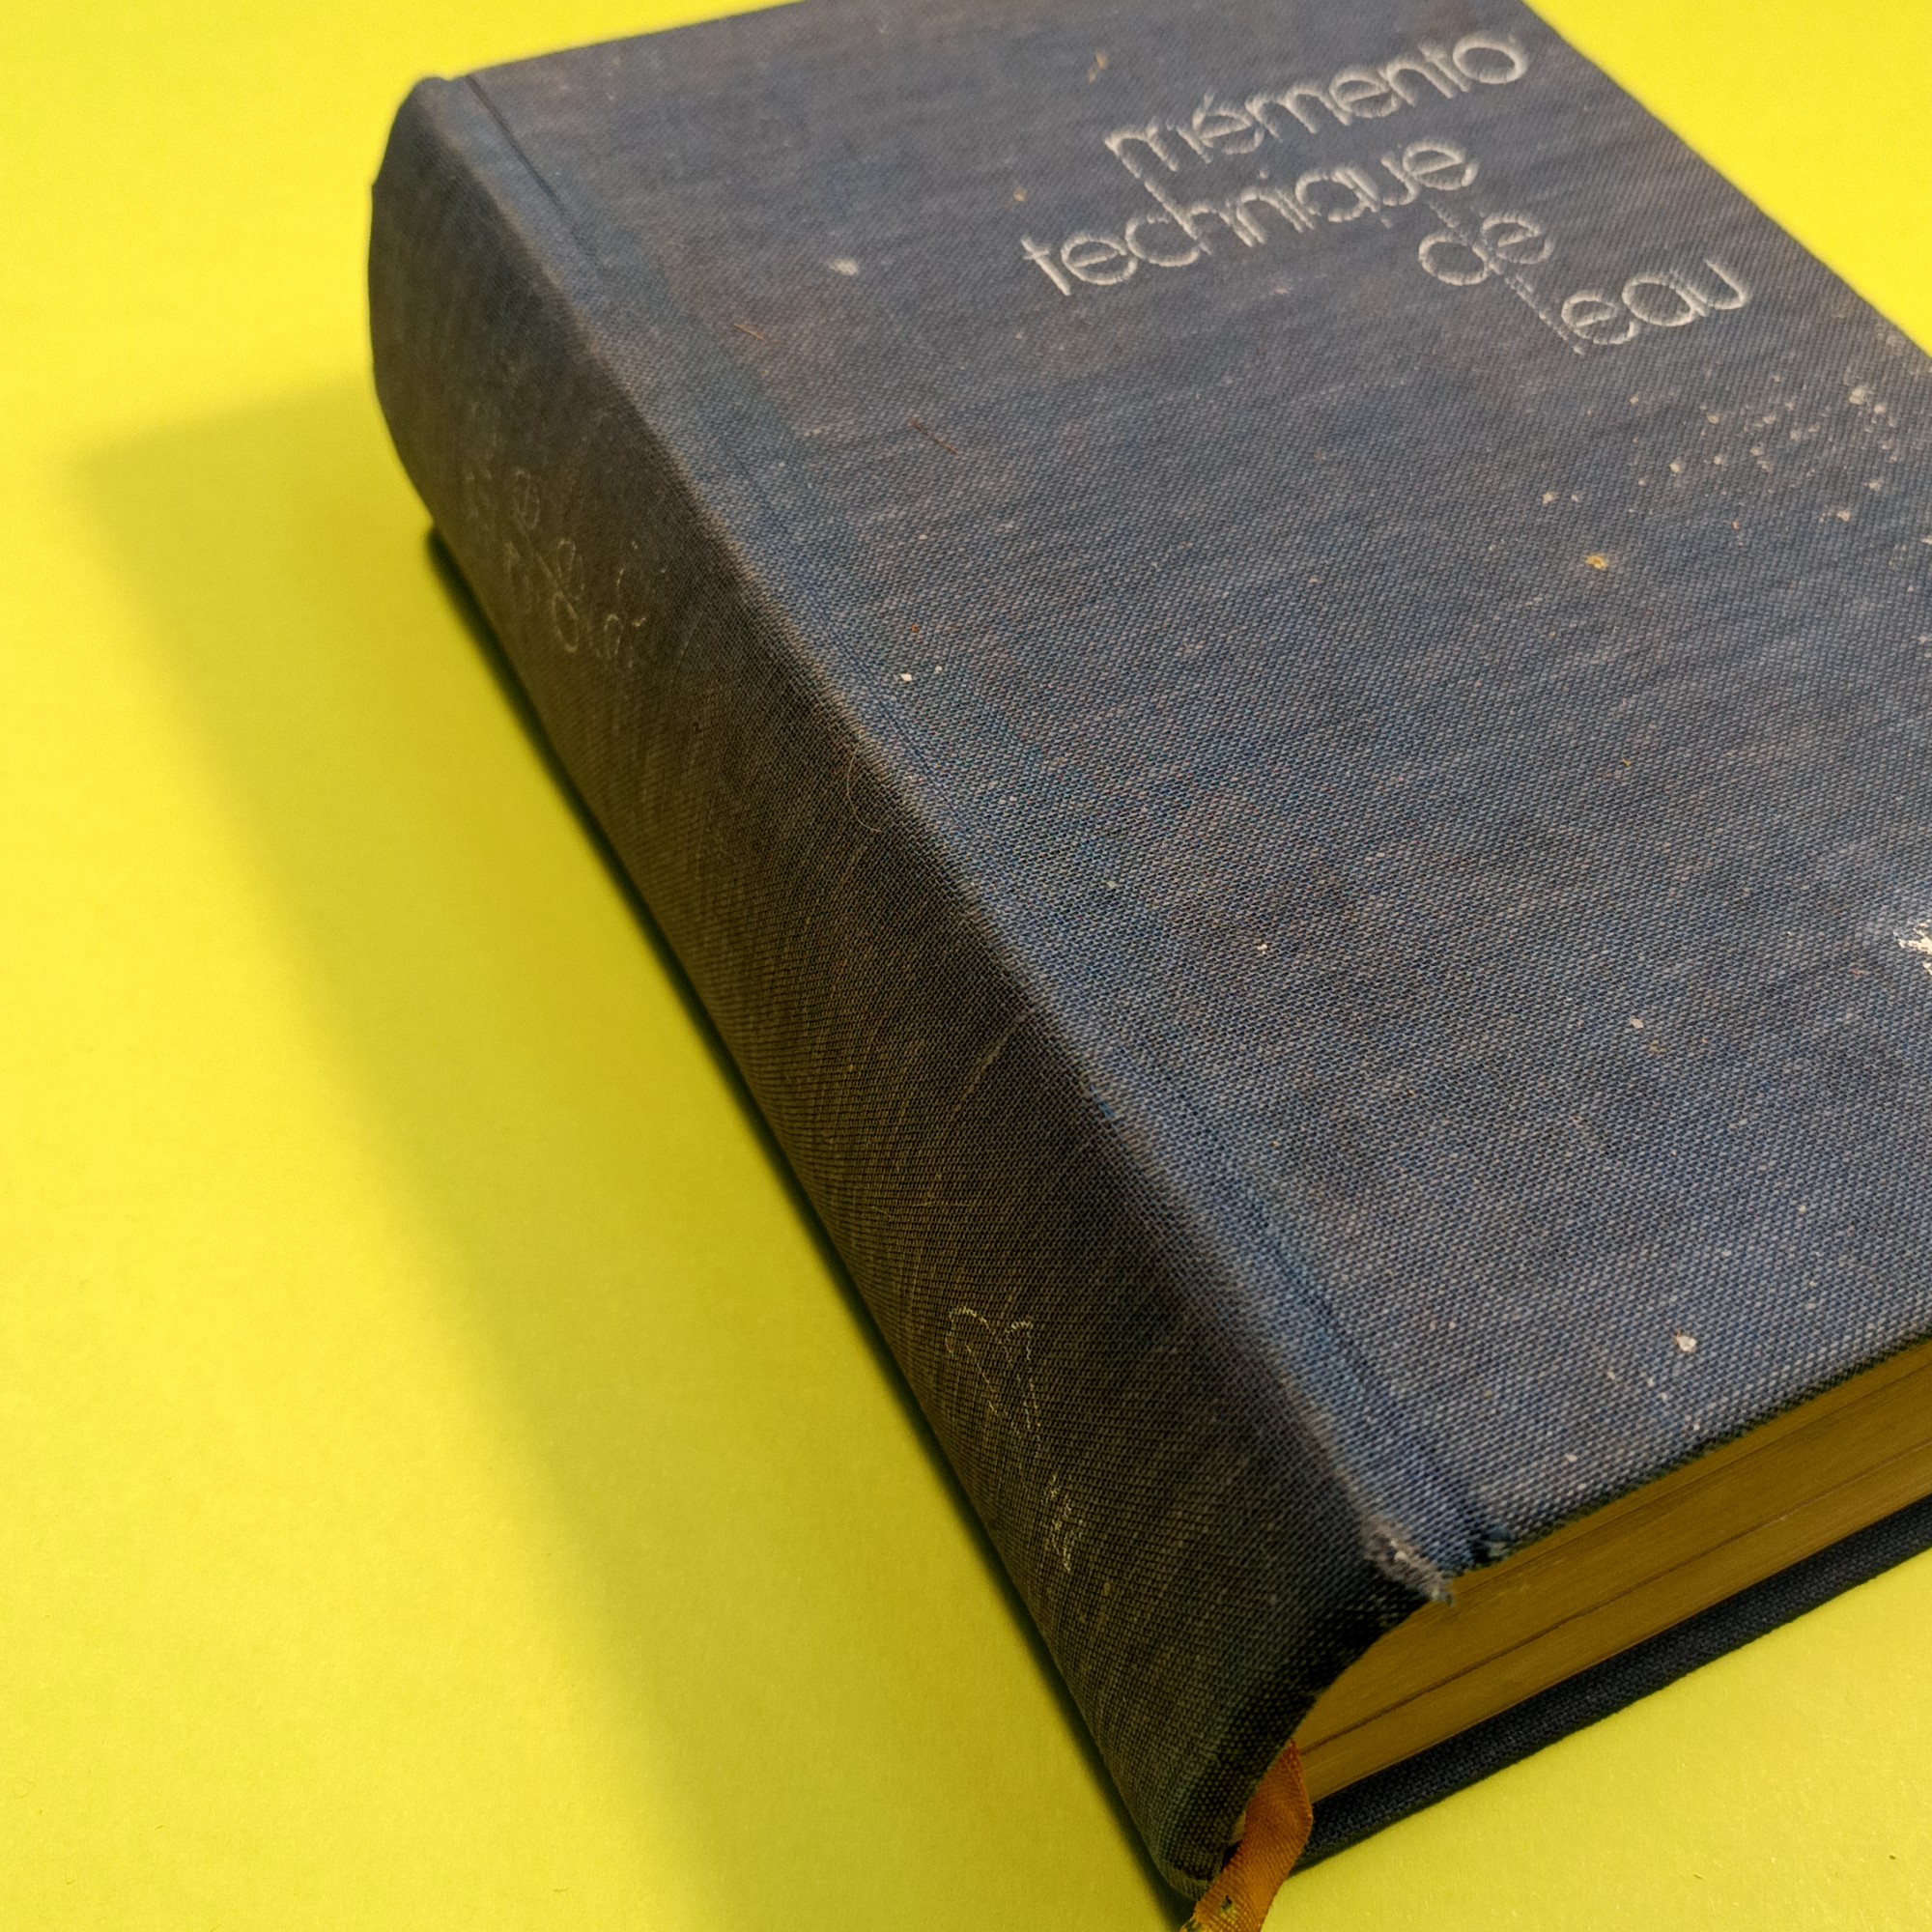 mémento
technique
de
l'eau